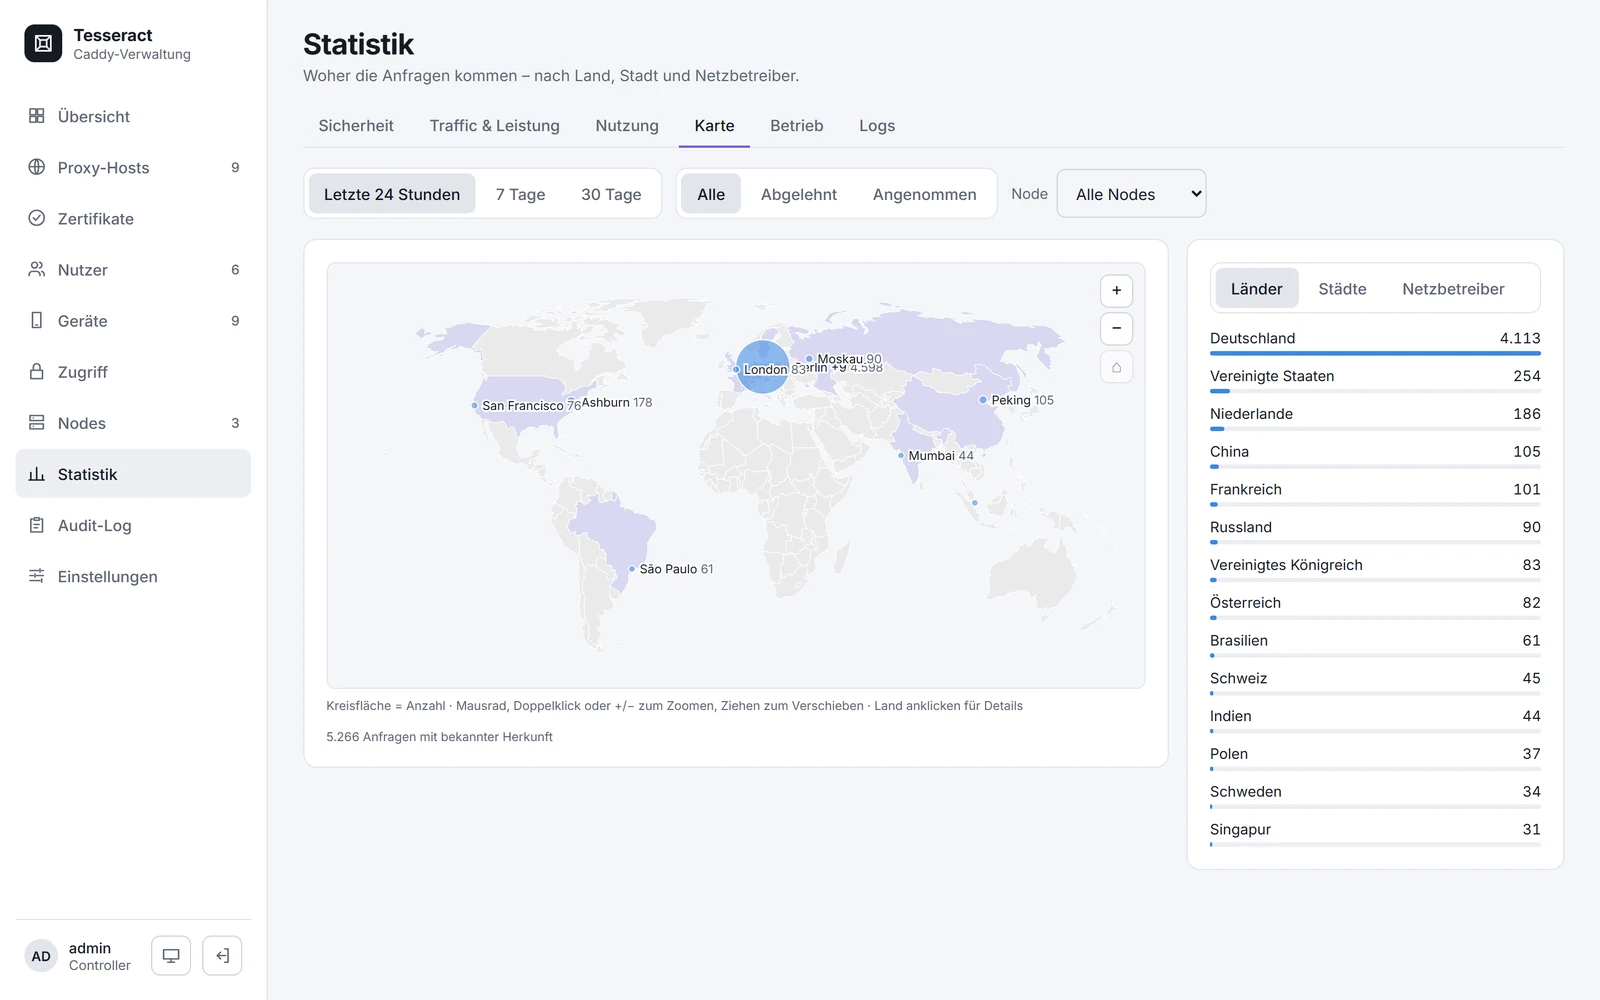 Tesseract
Caddy-Verwaltung
Übersicht
Proxy-Hosts 9
Zertifikate
Nutzer 6
Geräte 9
Zugriff
Nodes 3
Statistik
Audit-Log
Einstellungen
AD
admin
Controller
Statistik
Woher die Anfragen kommen – nach Land, Stadt und Netzbetreiber.
Sicherheit Traffic & Leistung Nutzung Karte Betrieb Logs
Letzte 24 Stunden 7 Tage 30 Tage Alle Abgelehnt Angenommen Node Alle Nodes
+
−
Moskau 90
London 83 erlin +9 4.598
San Francisco 76 Ashburn 178
Peking 105
Mumbai 44
São Paulo 61
Kreisfläche = Anzahl · Mausrad, Doppelklick oder +/− zum Zoomen, Ziehen zum Verschieben · Land anklicken für Details
5.266 Anfragen mit bekannter Herkunft
Länder Städte Netzbetreiber
Deutschland 4.113
Vereinigte Staaten 254
Niederlande 186
China 105
Frankreich 101
Russland 90
Vereinigtes Königreich 83
Österreich 82
Brasilien 61
Schweiz 45
Indien 44
Polen 37
Schweden 34
Singapur 31